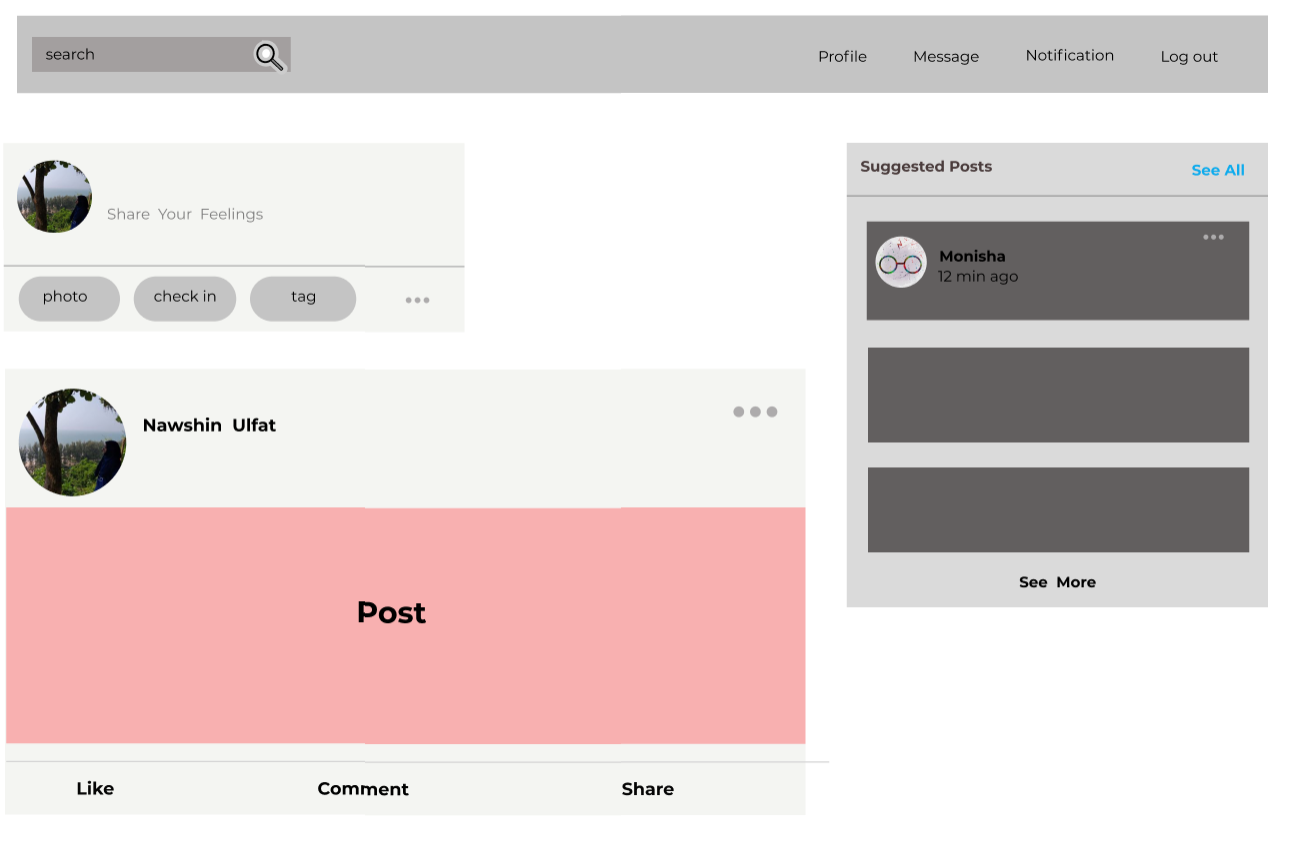 search
Profile
Message
Notification
Log out
Share Your Feelings
photo
check in
tag
Nawshin Ulfat
Post
Like
Comment
Share
Suggested Posts
See All
Monisha
12 min ago
See More